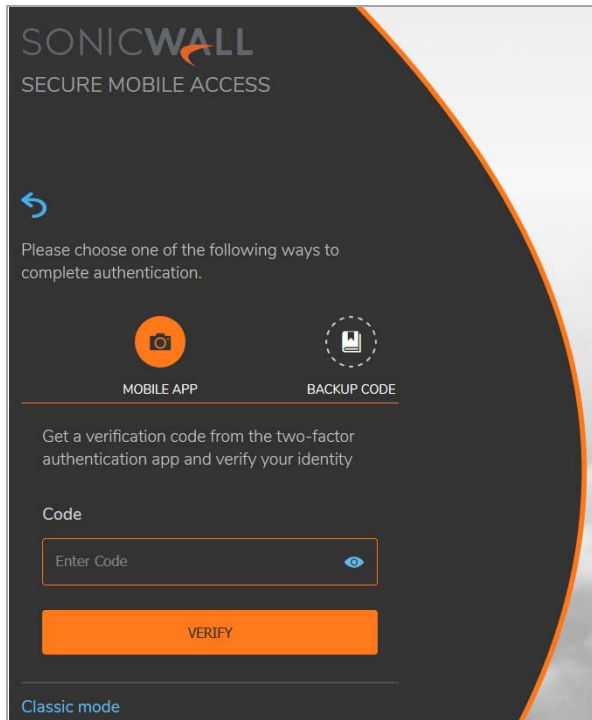 SONICWALL
SECURE MOBILE ACCESS
Please choose one of the following ways to
complete authentication.
MOBILE APP
BACKUP CODE
Get a verification code from the two-factor
authentication app and verify your identity
Code
Enter Code
VERIFY
Classic mode